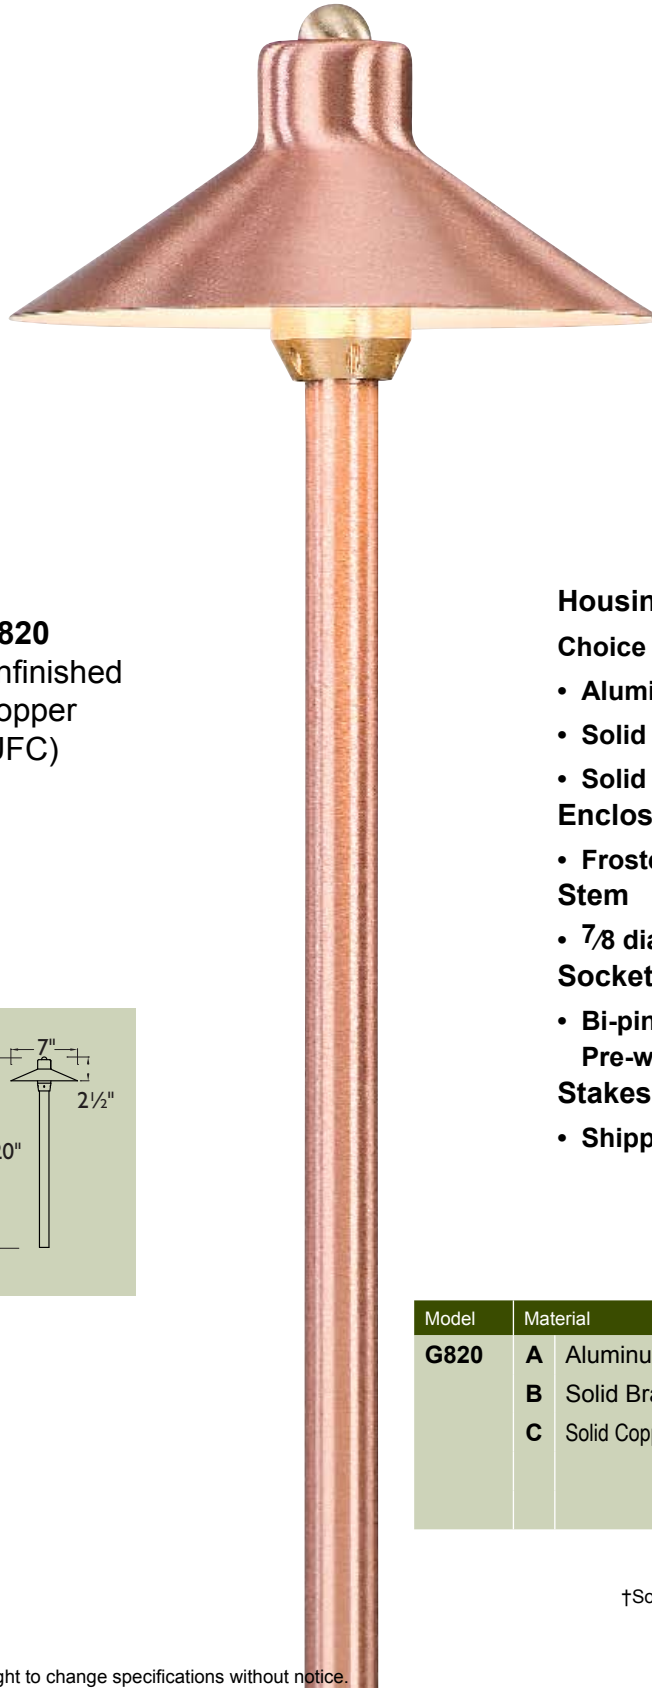 820
nfinished
opper
JFC)
Housin
Choice
• Alumi
• Solid
• Solid
Enclos
• Froste
Stem
• 7/8 dia
Socket
• Bi-pin
Pre-w
Stakes
• Shipp
7"
2½"
20"
Model Material
G820 A Aluminu
B Solid Bra
C Solid Cop
†So
ght to change specifications without notice.